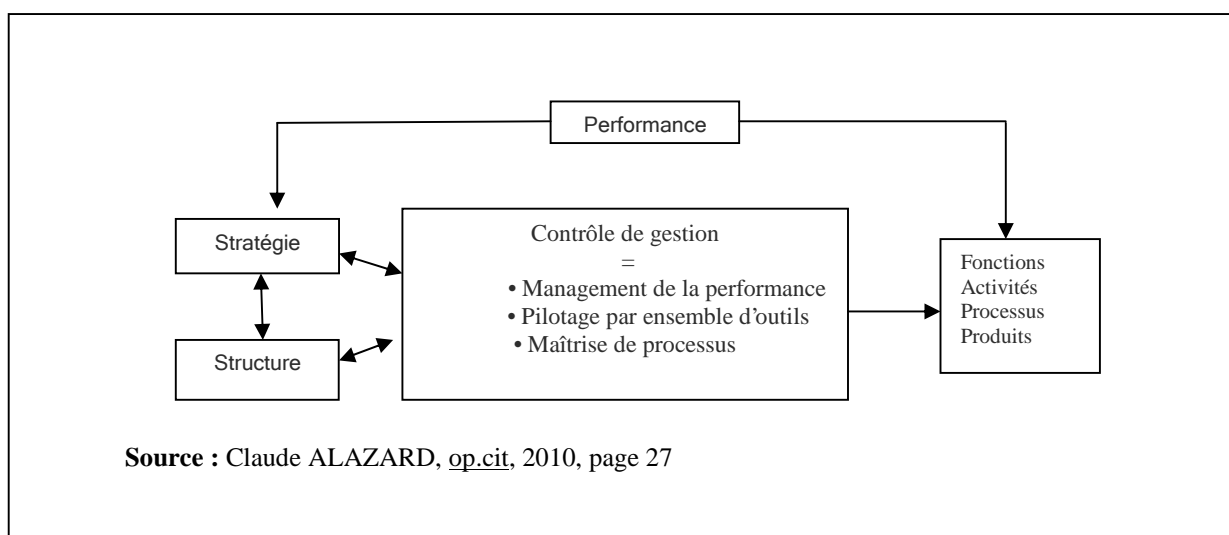 Performance
Stratégie
Structure
Contrôle de gestion
=
• Management de la performance
• Pilotage par ensemble d’outils
• Maîtrise de processus
Fonctions
Activités
Processus
Produits
Source : Claude ALAZARD, op.cit, 2010, page 27